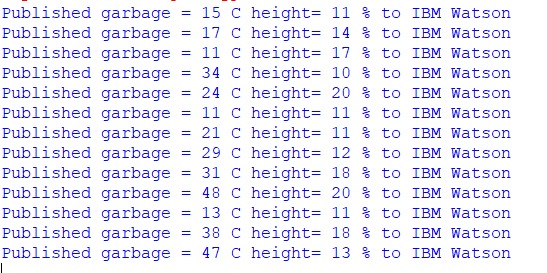 Published garbage = 15 C height= 11 % to IBM Watson
Published garbage = 17 C height= 14 % to IBM Watson
Published garbage = 11 C height= 17 % to IBM Watson
Published garbage = 34 C height= 10 % to IBM Watson
Published garbage = 24 C height= 20 % to IBM Watson
Published garbage = 11 C height= 11 % to IBM Watson
Published garbage = 21 C height= 11 % to IBM Watson
Published garbage = 29 C height= 12 % to IBM Watson
Published garbage = 31 C height= 18 % to IBM Watson
Published garbage = 48 C height= 20 % to IBM Watson
Published garbage = 13 C height= 11 % to IBM Watson
Published garbage = 38 C height= 18 % to IBM Watson
Published garbage = 47 C height= 13 % to IBM Watson